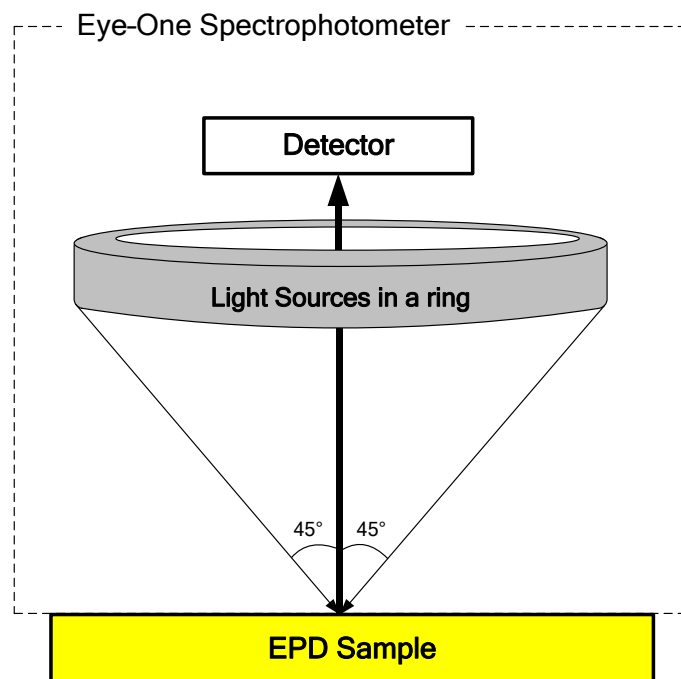 Eye-One Spectrophotometer
Detector
Light Sources in a ring
45° 45°
EPD Sample